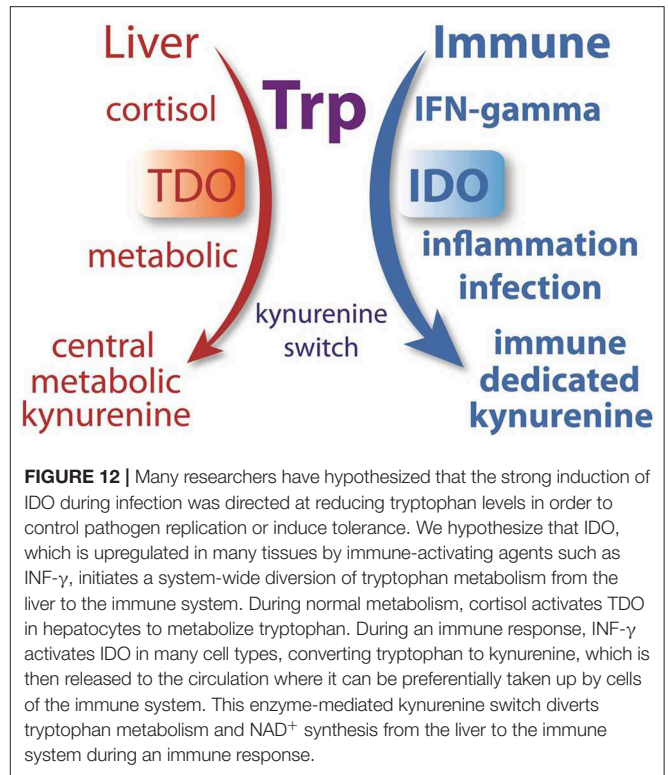 Liver
cortisol
TDO
metabolic
central
metabolic
kynurenine
Trp
kynurenine
switch
Immune
IFN-gamma
IDO
inflammation
infection
immune
dedicated
kynurenine
FIGURE 12 | Many researchers have hypothesized that the strong induction of
IDO during infection was directed at reducing tryptophan levels in order to
control pathogen replication or induce tolerance. We hypothesize that IDO,
which is upregulated in many tissues by immune-activating agents such as
INF-γ, initiates a system-wide diversion of tryptophan metabolism from the
liver to the immune system. During normal metabolism, cortisol activates TDO
in hepatocytes to metabolize tryptophan. During an immune response, INF-γ
activates IDO in many cell types, converting tryptophan to kynurenine, which is
then released to the circulation where it can be preferentially taken up by cells
of the immune system. This enzyme-mediated kynurenine switch diverts
tryptophan metabolism and NAD⁺ synthesis from the liver to the immune
system during an immune response.